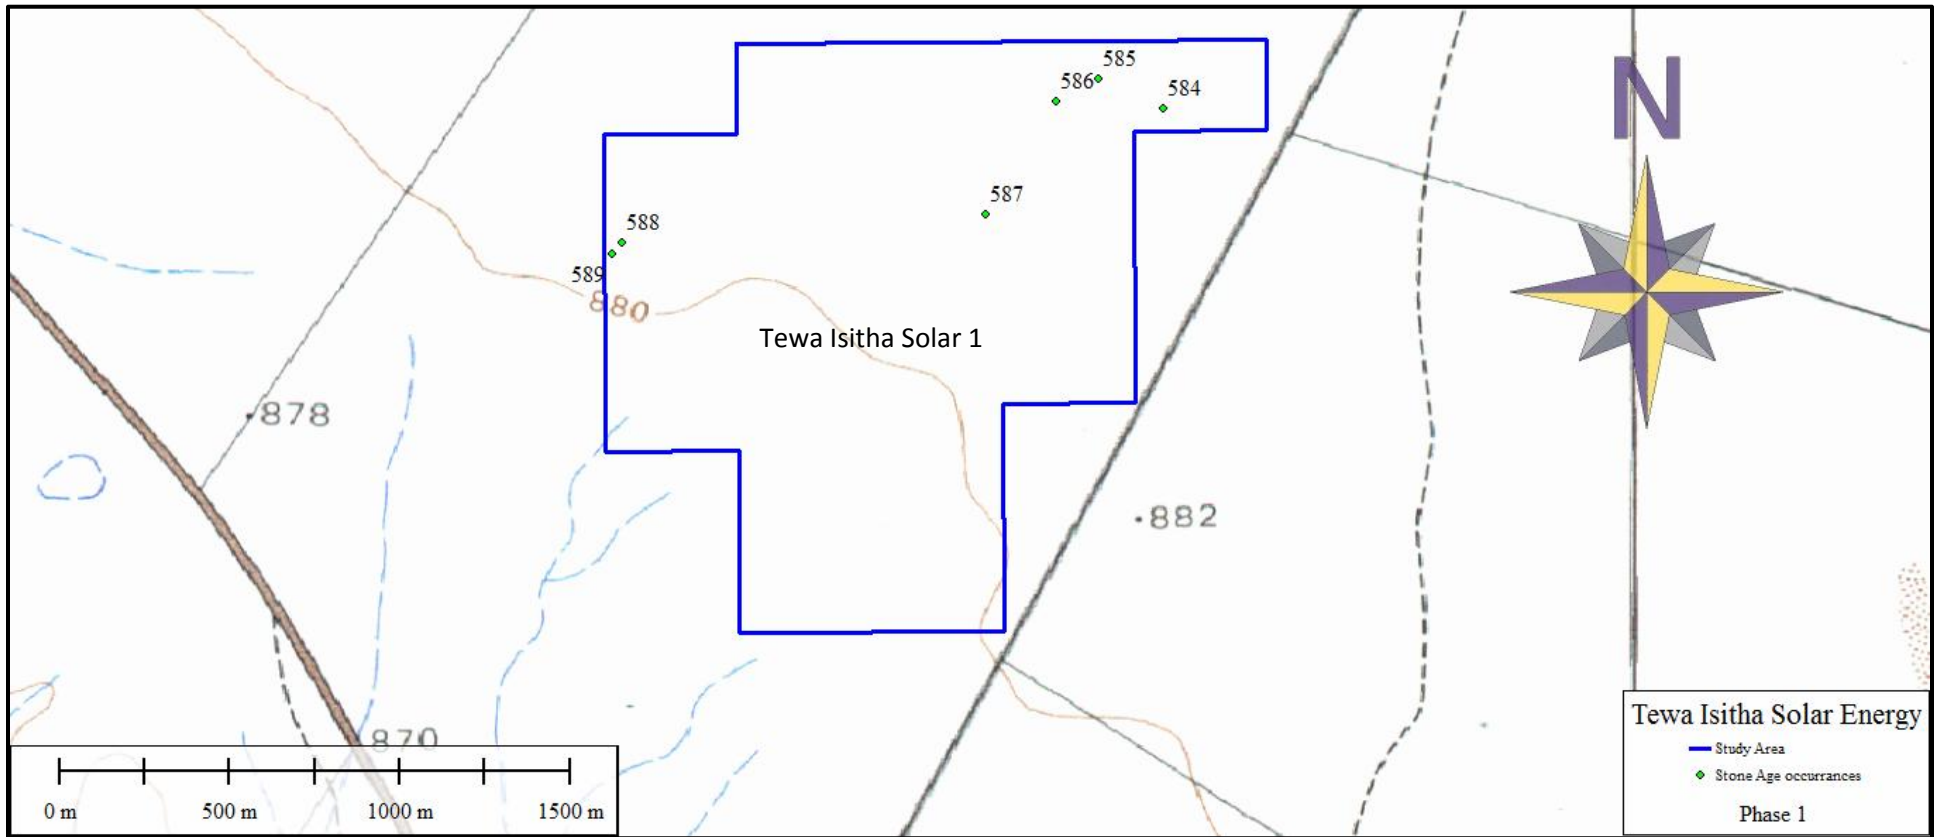 585
586
584
N
587
588
589
880
Tewa Isitha Solar 1
878
882
870
Tewa Isitha Solar Energy
Study Area
Stone Age occurrances
Phase 1
0 m
500 m
1000 m
1500 m